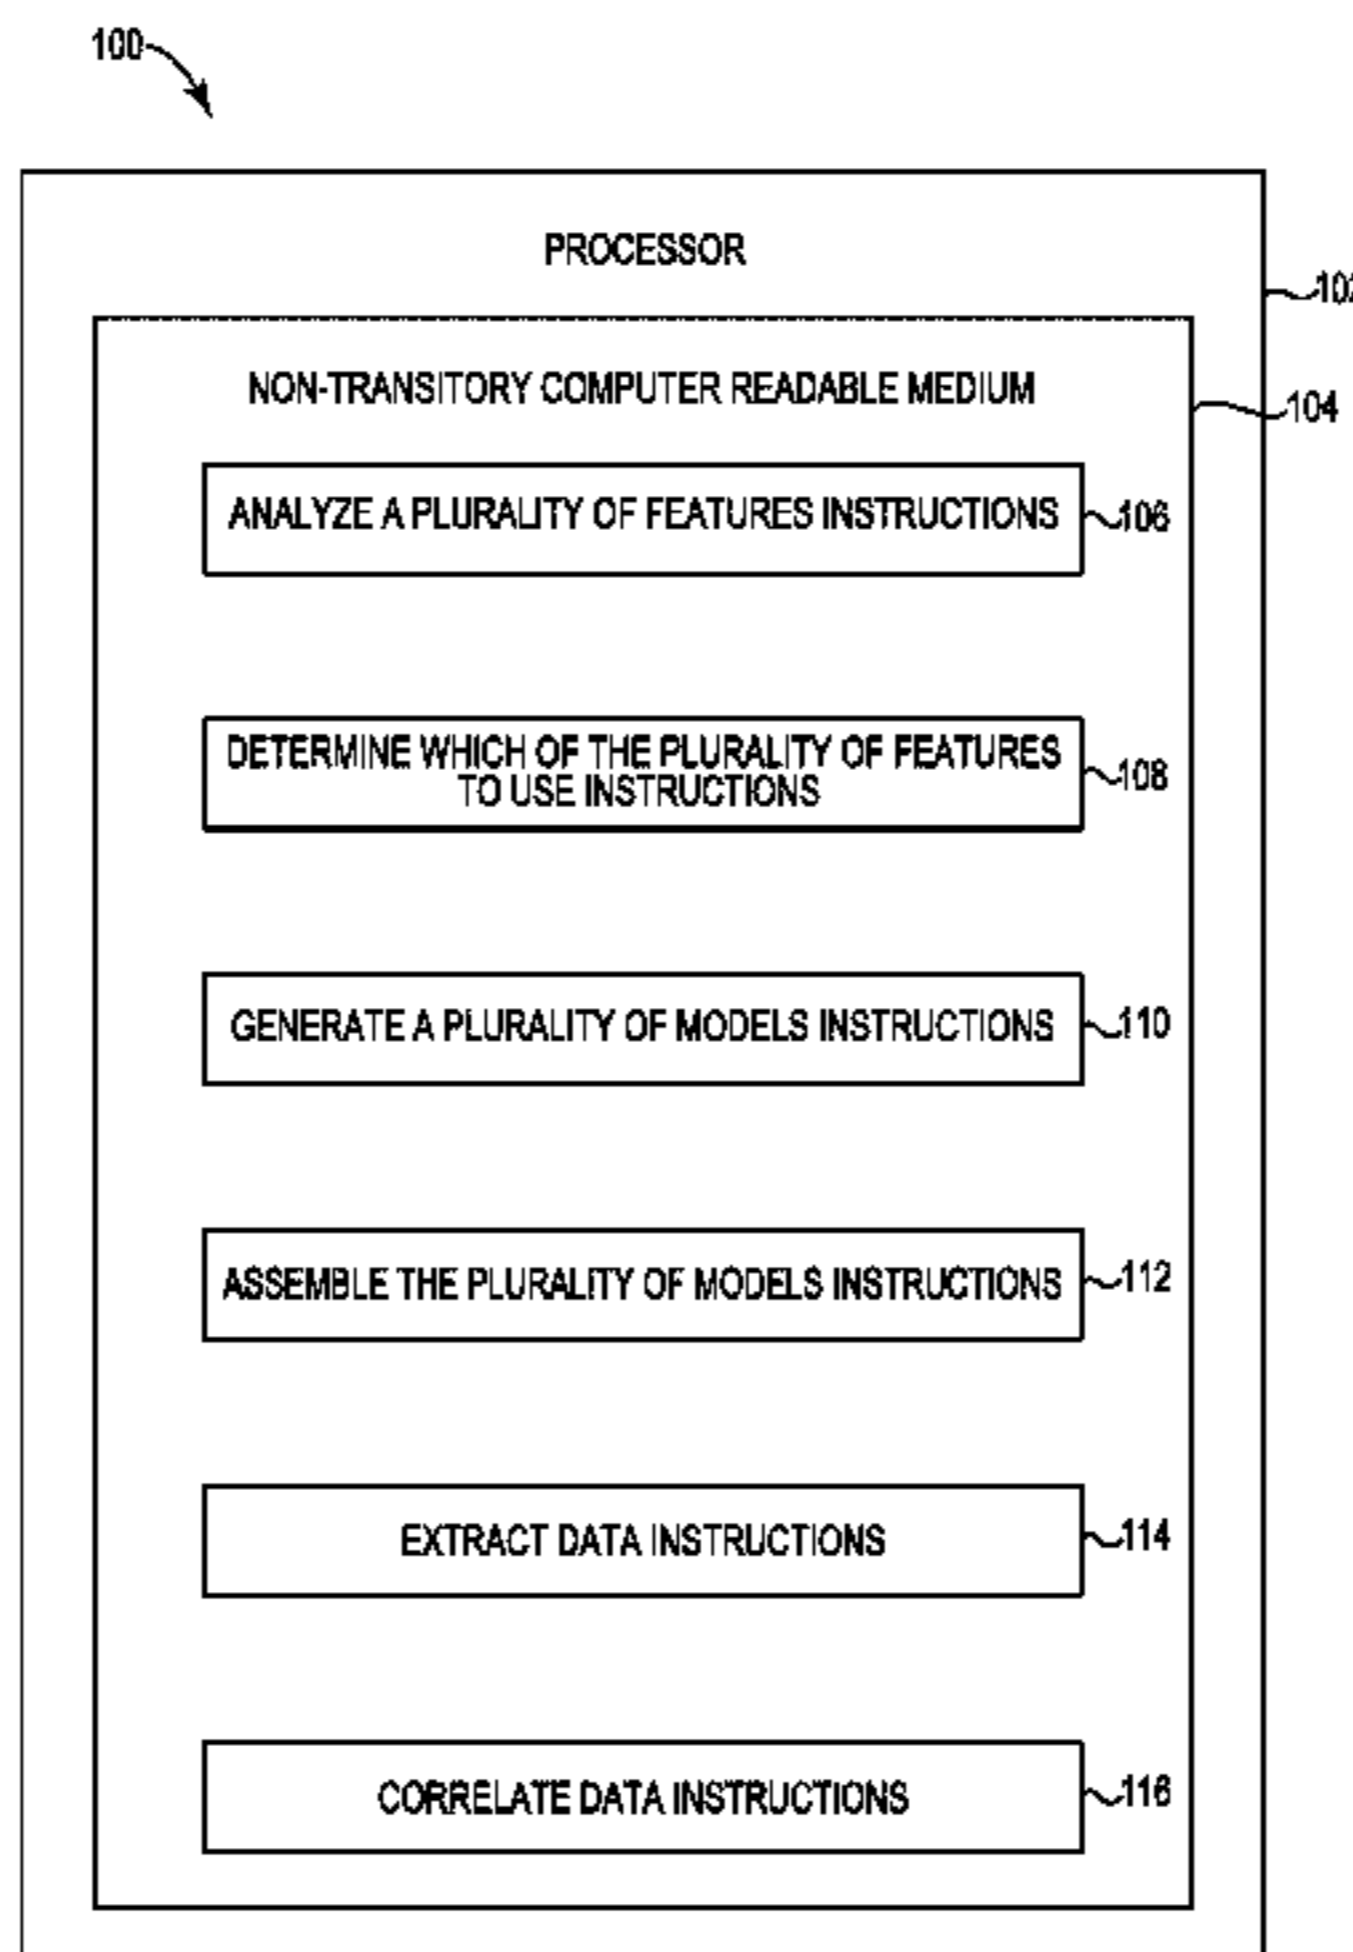 100
PROCESSOR
102
NON-TRANSITORY COMPUTER READABLE MEDIUM
104
ANALYZE A PLURALITY OF FEATURES INSTRUCTIONS
106
DETERMINE WHICH OF THE PLURALITY OF FEATURES
TO USE INSTRUCTIONS
108
GENERATE A PLURALITY OF MODELS INSTRUCTIONS
110
ASSEMBLE THE PLURALITY OF MODELS INSTRUCTIONS
112
EXTRACT DATA INSTRUCTIONS
114
CORRELATE DATA INSTRUCTIONS
116